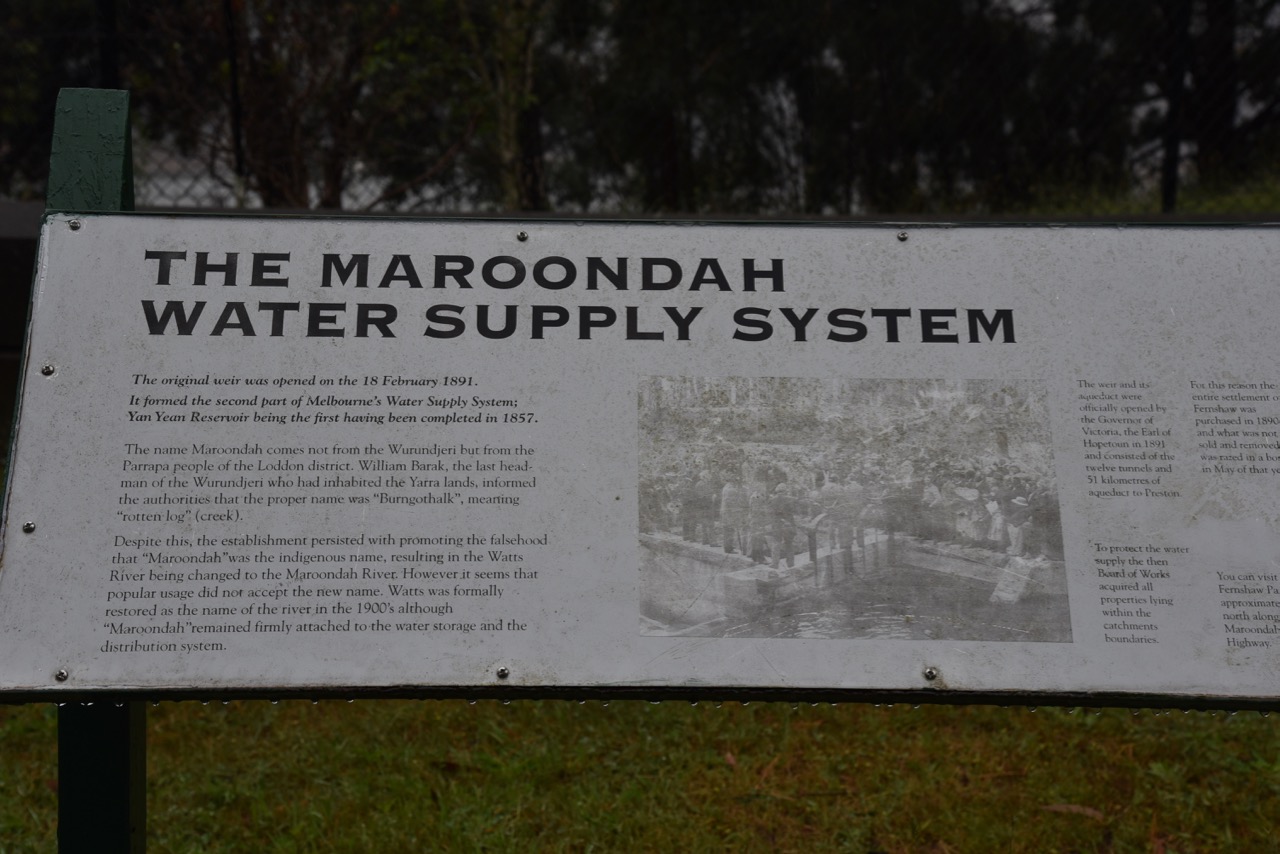 THE MAROONDAH
WATER SUPPLY SYSTEM
The original weir was opened on the 18 February 1891.
It formed the second part of Melbourne's Water Supply System;
Yan Yean Reservoir being the first having been completed in 1857.
The name Maroondah comes not from the Wurundjeri but from the
Parrapa people of the Loddon district. William Barak, the last head-
man of the Wurundjeri who had inhabited the Yarra lands, informed
the authorities that the proper name was "Burngothalk", meaning
"rotten log" (creek).
Despite this, the establishment persisted with promoting the falsehood
that "Maroondah"was the indigenous name, resulting in the Watts
River being changed to the Maroondah River. However it seems that
popular usage did not accept the new name. Watts was formally
restored as the name of the river in the 1900's although
"Maroondah"remained firmly attached to the water storage and the
distribution system.
The weir and its
aqueduct were
officially opened by
the Governor of
Victoria, the Earl of
Hopetoun in 1891
and consisted of the
twelve tunnels and
51 kilometres of
aqueduct to Preston.
To protect the water
supply the then
Board of Works
acquired all
properties lying
within the
catchments
boundaries.
For this reason the
entire settlement o
Fernshaw was
purchased in 1890
and what was not
sold and removed
was razed in a bo
in May of that ye
You can visit
Fernshaw Pa
approximate
north along
Maroondah
Highway.